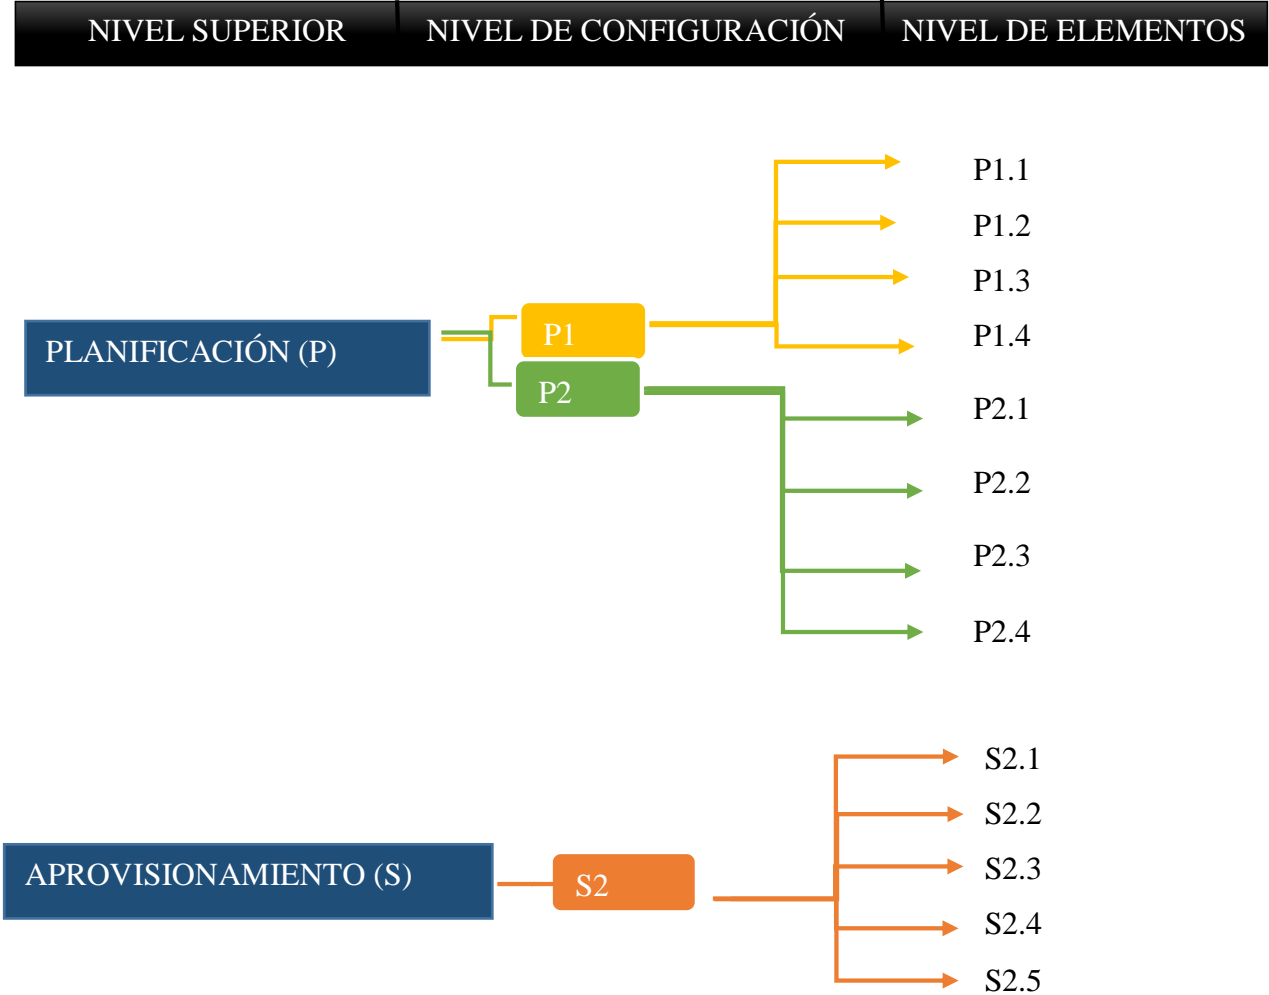 NIVEL SUPERIOR NIVEL DE CONFIGURACIÓN NIVEL DE ELEMENTOS
P1.1
P1.2
P1.3
P1.4
PLANIFICACIÓN (P)
P1
P2
P2.1
P2.2
P2.3
P2.4
APROVISIONAMIENTO (S)
S2
S2.1
S2.2
S2.3
S2.4
S2.5